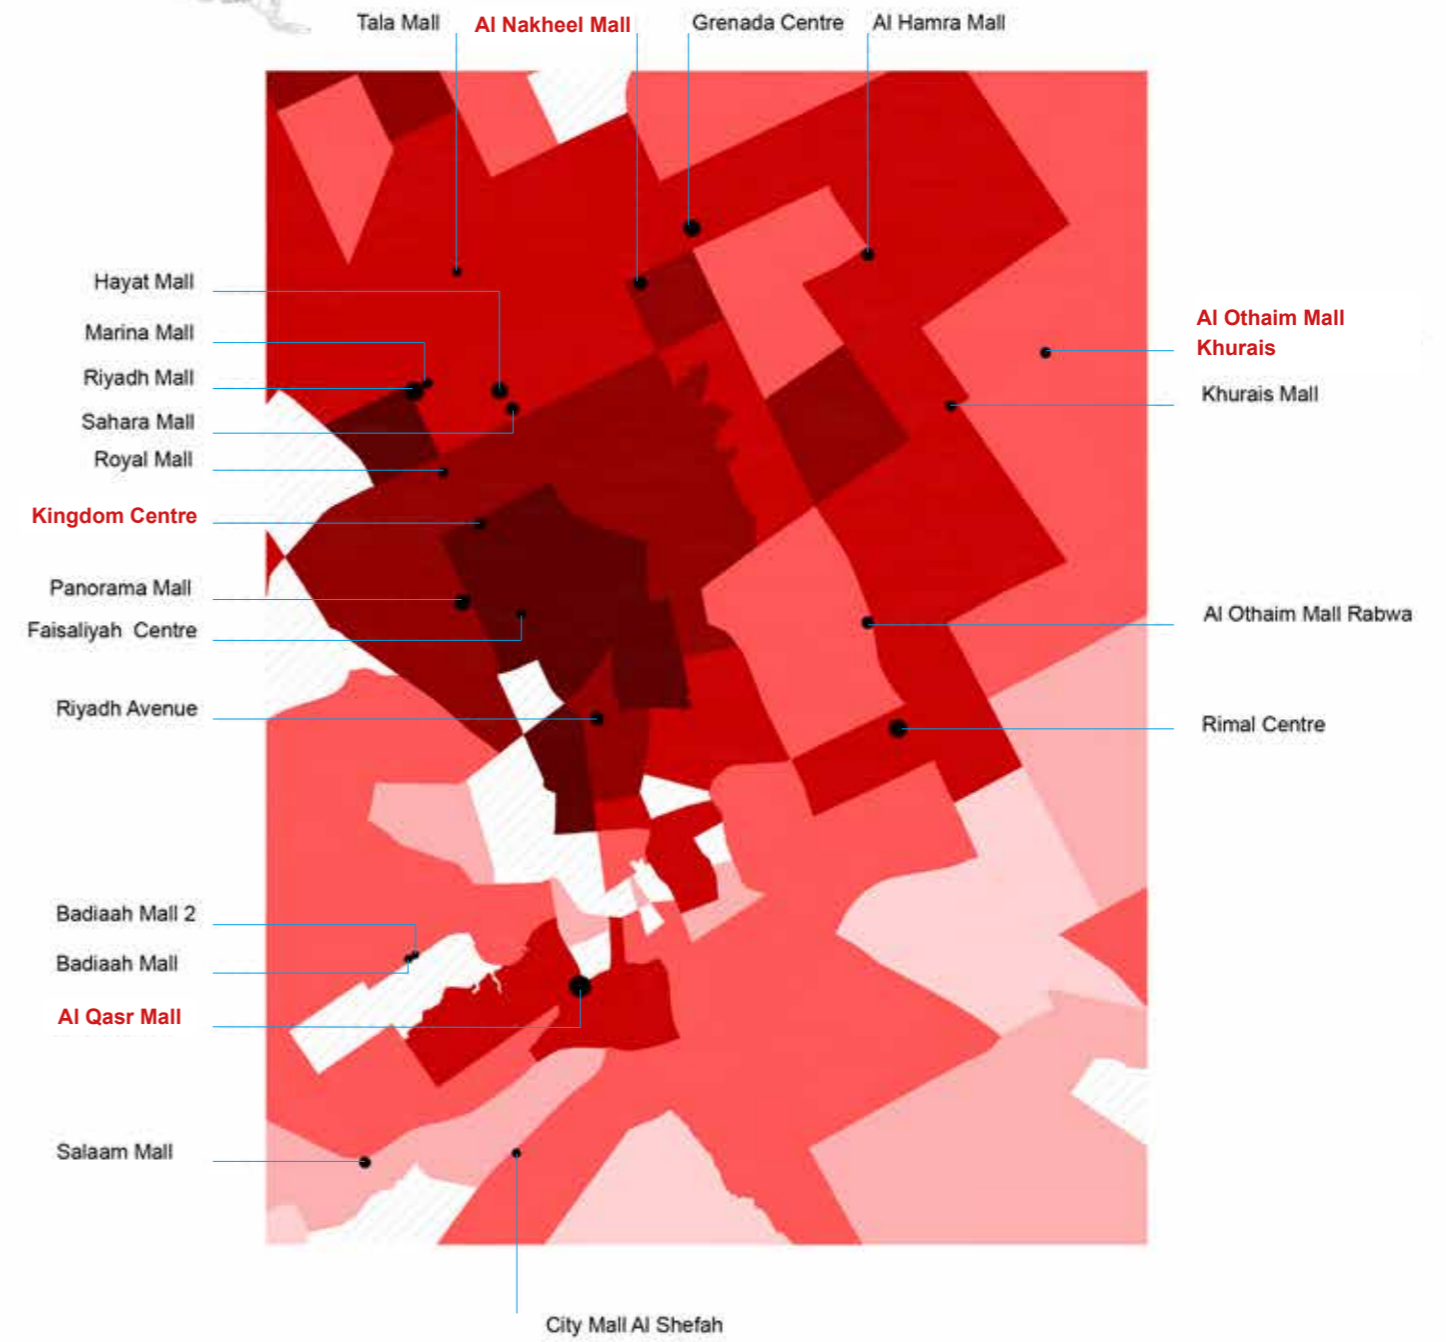 Tala Mall
Al Nakheel Mall
Grenada Centre
Al Hamra Mall
Hayat Mall
Marina Mall
Riyadh Mall
Sahara Mall
Royal Mall
Kingdom Centre
Panorama Mall
Faisaliyah Centre
Riyadh Avenue
Badiaah Mall 2
Badiaah Mall
Al Qasr Mall
Salaam Mall
Al Othaim Mall
Khurais
Khurais Mall
Al Othaim Mall Rabwa
Rimal Centre
City Mall Al Shefah